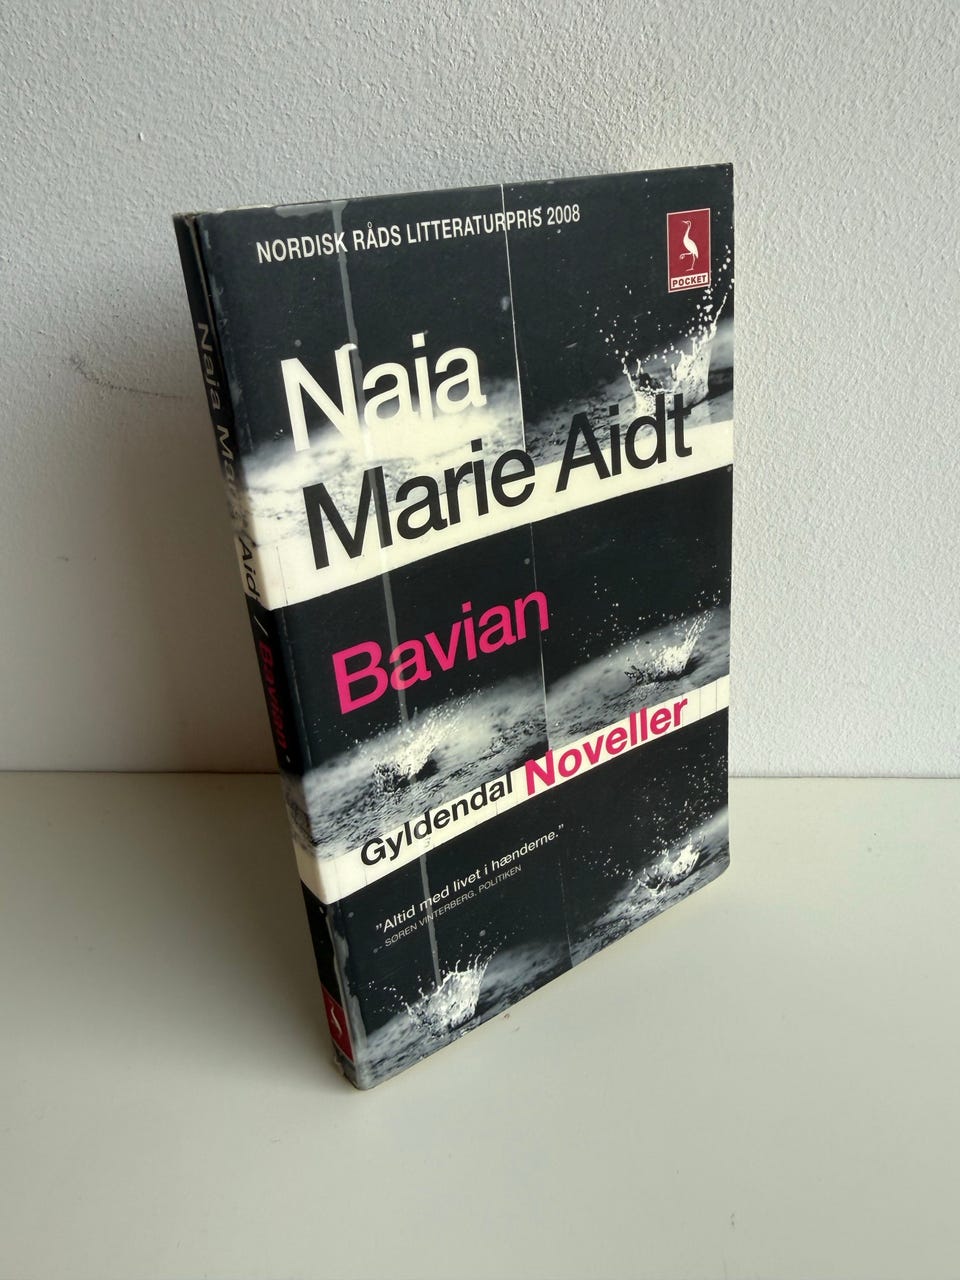 NORDISK RÅDS LITTERATURPRIS 2008
POCKET
Naja
Marie Aidt
Bavian
Gyldendal Noveller
"Altid med livet i hænderne."
- SØREN VINTERBERG, POLITIKEN
Naja Marie Aidt / Bavian